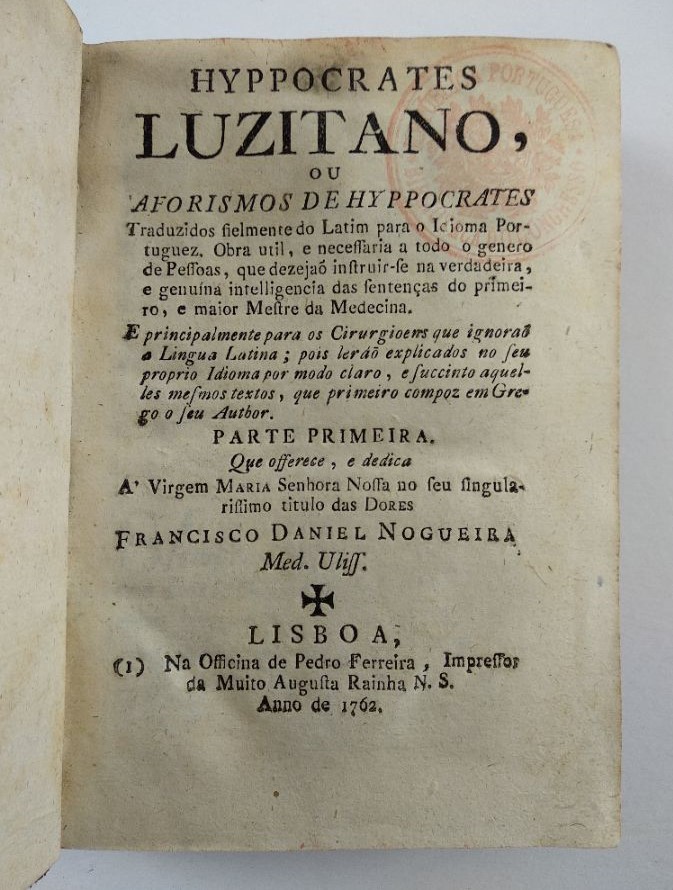 HYPPOCRATES
LUZITANO,
OU
AFORISMOS DE HYPPOCRATES
Traduzidos fielmente do Latim para o Idioma Por-
tuguez. Obra util, e neceſſaria a todo o genero
de Peſſoas, que dezejaõ inſtruir-ſe na verdadeira,
e genuína intelligencia das ſentenças do primei-
ro, e maior Meſtre da Medecina.
E principalmente para os Cirurgioens que ignoraõ
a Lingua Latina; pois leráõ explicados no ſeu
proprio Idioma por modo claro, e ſuccinto aquel-
les meſmos textos, que primeiro compoz em Gre-
go o ſeu Author.
PARTE PRIMEIRA.
Que offerece, e dedica
A' Virgem MARIA Senhora Noſſa no ſeu ſingula-
riſſimo titulo das DORES
FRANCISCO DANIEL NOGUEIRA
Med. Uliſſ.
LISBOA,
(1) Na Officina de Pedro Ferreira, Impreſſor
da Muito Auguſta Rainha N. S.
Anno de 1762.
PORTUGUESA